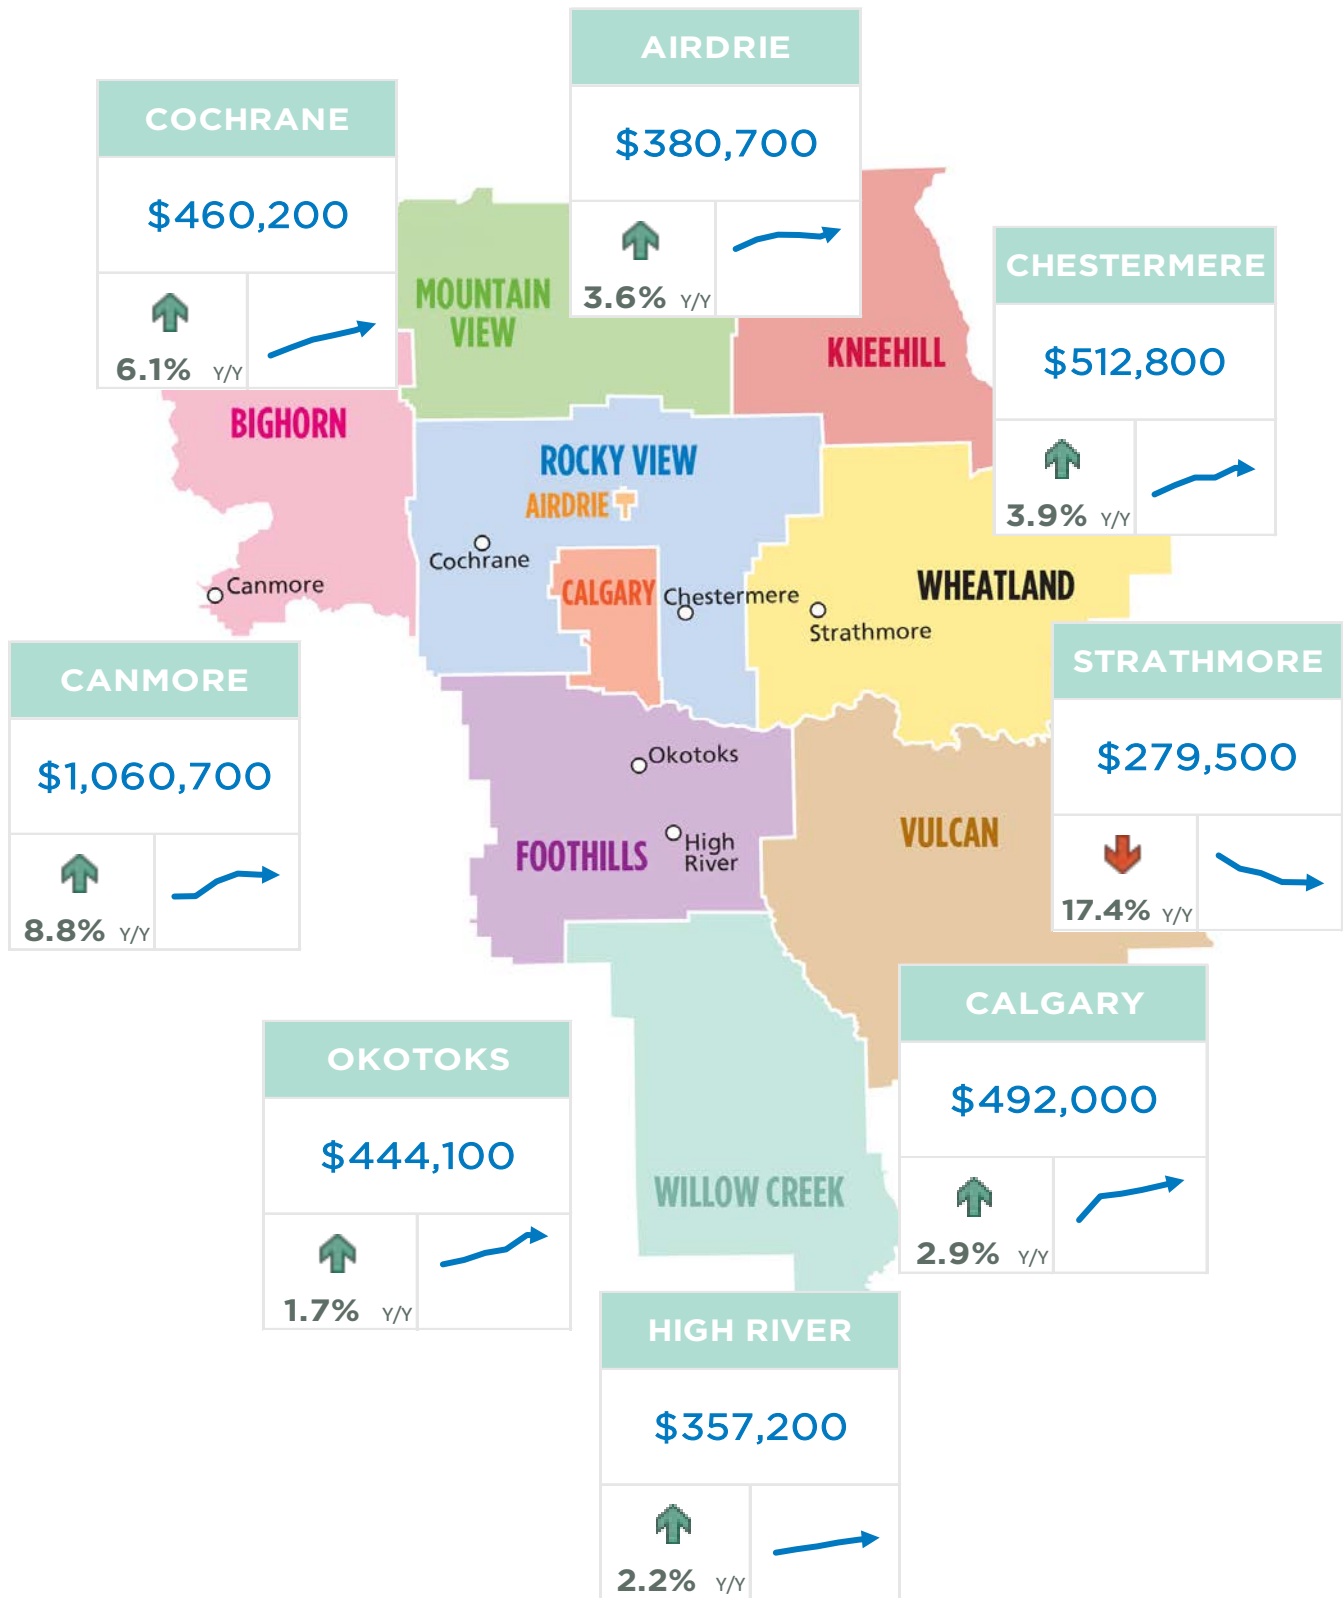 AIRDRIE
$380,700
3.6% Y/Y
COCHRANE
$460,200
6.1% Y/Y
CHESTERMERE
$512,800
3.9% Y/Y
MOUNTAIN
VIEW
KNEEHILL
BIGHORN
ROCKY VIEW
AIRDRIE
Cochrane
Canmore
CALGARY
Chestermere
WHEATLAND
Strathmore
CANMORE
$1,060,700
8.8% Y/Y
STRATHMORE
$279,500
17.4% Y/Y
Okotoks
High
River
FOOTHILLS
VULCAN
CALGARY
$492,000
2.9% Y/Y
OKOTOKS
$444,100
1.7% Y/Y
WILLOW CREEK
HIGH RIVER
$357,200
2.2% Y/Y